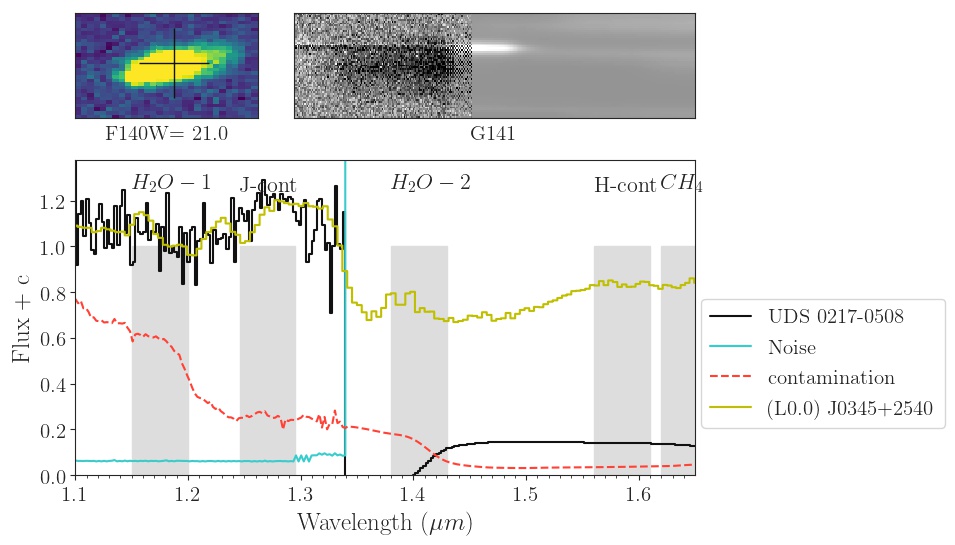 F140W= 21.0
G141
H₂O − 1
J-cont
H₂O − 2
H-cont
CH₄
Flux + c
1.2
1.0
0.8
0.6
0.4
0.2
0.0
1.1
1.2
1.3
1.4
1.5
1.6
Wavelength (μm)
UDS 0217-0508
Noise
contamination
(L0.0) J0345+2540